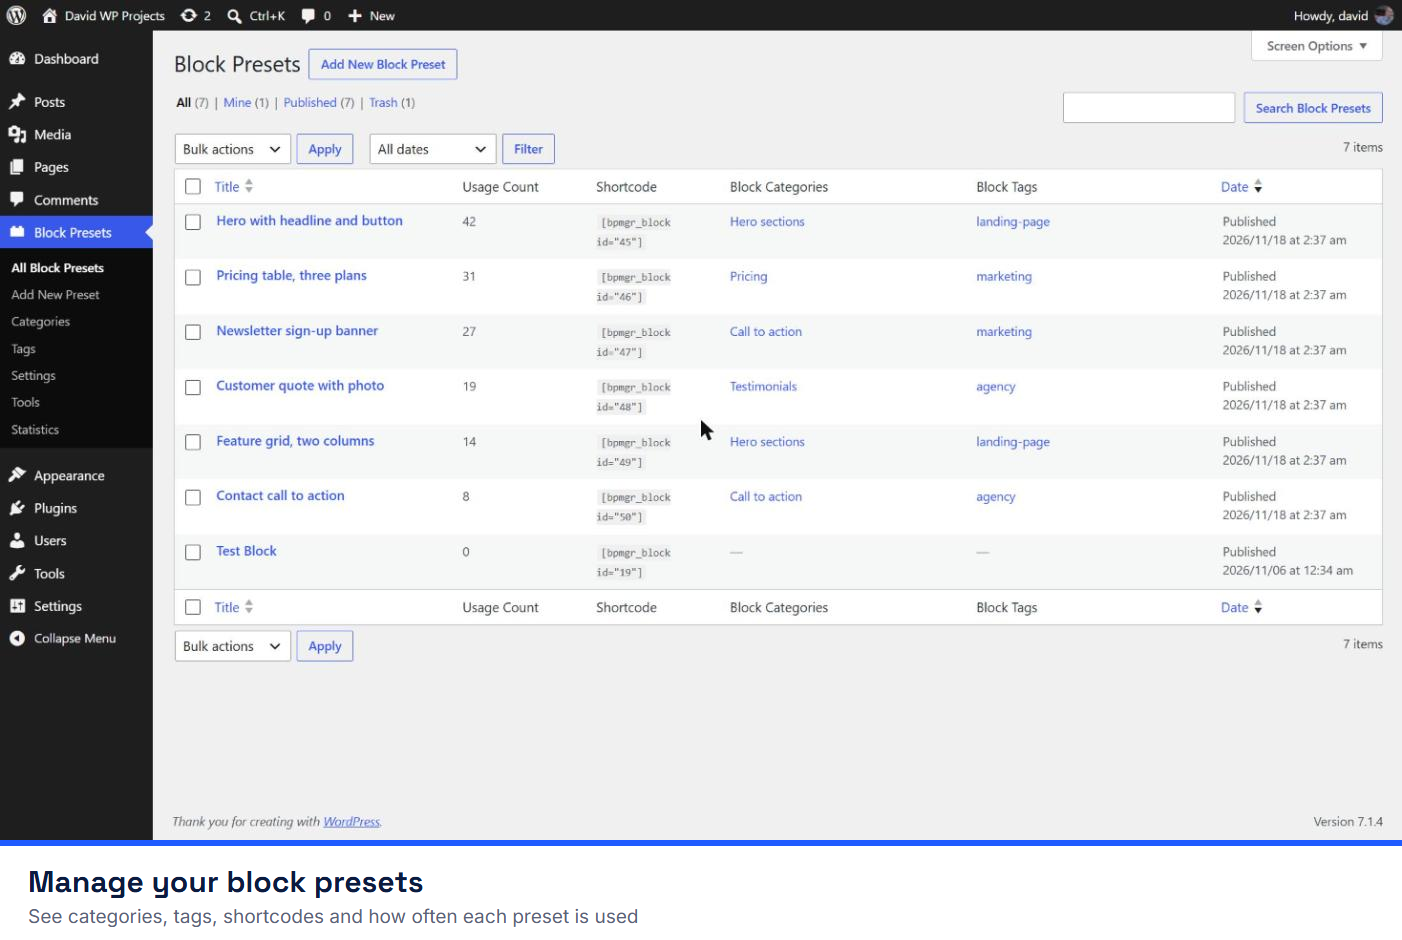 David WP Projects 2 Ctrl+K 0 New Howdy, david
Dashboard
Posts
Media
Pages
Comments
Block Presets
All Block Presets
Add New Preset
Categories
Tags
Settings
Tools
Statistics
Appearance
Plugins
Users
Tools
Settings
Collapse Menu
Screen Options
Block Presets Add New Block Preset
All (7) | Mine (1) | Published (7) | Trash (1)
Search Block Presets
Bulk actions Apply All dates Filter 7 items
Title Usage Count Shortcode Block Categories Block Tags Date
Hero with headline and button 42 [bpmgr_block Hero sections landing-page Published
id="45"] 2026/11/18 at 2:37 am
Pricing table, three plans 31 [bpmgr_block Pricing marketing Published
id="46"] 2026/11/18 at 2:37 am
Newsletter sign-up banner 27 [bpmgr_block Call to action marketing Published
id="47"] 2026/11/18 at 2:37 am
Customer quote with photo 19 [bpmgr_block Testimonials agency Published
id="48"] 2026/11/18 at 2:37 am
Feature grid, two columns 14 [bpmgr_block Hero sections landing-page Published
id="49"] 2026/11/18 at 2:37 am
Contact call to action 8 [bpmgr_block Call to action agency Published
id="50"] 2026/11/18 at 2:37 am
Test Block 0 [bpmgr_block — — Published
id="19"] 2026/11/06 at 12:34 am
Title Usage Count Shortcode Block Categories Block Tags Date
Bulk actions Apply 7 items
Thank you for creating with WordPress. Version 7.1.4
Manage your block presets
See categories, tags, shortcodes and how often each preset is used